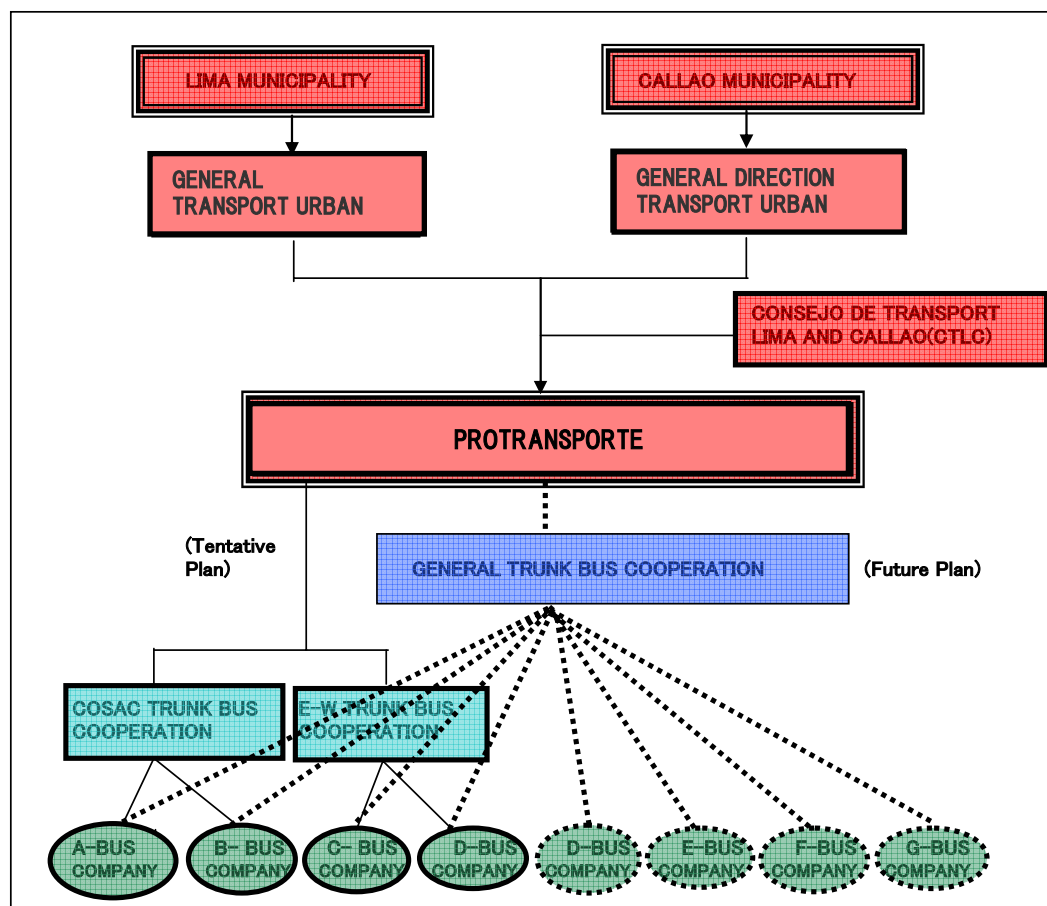 LIMA MUNICIPALITY
CALLAO MUNICIPALITY
GENERAL
TRANSPORT URBAN
GENERAL DIRECTION
TRANSPORT URBAN
CONSEJO DE TRANSPORT
LIMA AND CALLAO(CTLC)
PROTRANSPORTE
(Tentative
Plan)
GENERAL TRUNK BUS COOPERATION
(Future Plan)
COSAC TRUNK BUS
COOPERATION
E-W TRUNK BUS
COOPERATION
A-BUS
COMPANY
B- BUS
COMPANY
C- BUS
COMPANY
D-BUS
COMPANY
D-BUS
COMPANY
E-BUS
COMPANY
F-BUS
COMPANY
G-BUS
COMPANY